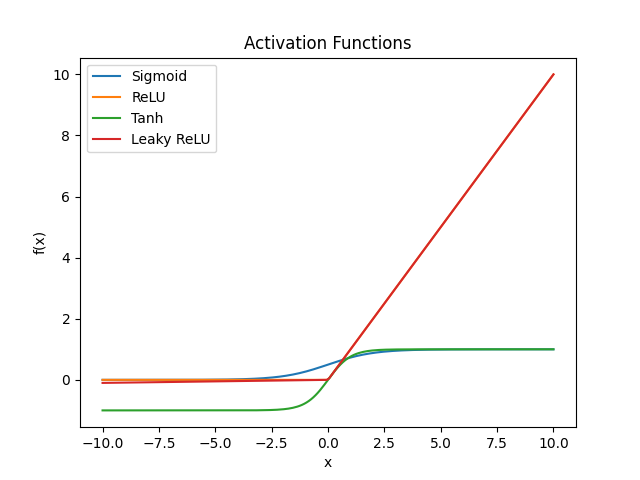 Activation Functions
Sigmoid
ReLU
Tanh
Leaky ReLU
f(x)
10
8
6
4
2
0
−10.0 −7.5 −5.0 −2.5 0.0 2.5 5.0 7.5 10.0
x